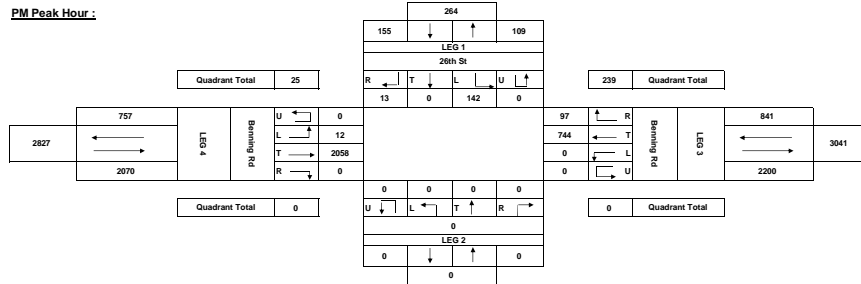 264
PM Peak Hour :
155 109
LEG 1
26th St
Quadrant Total 25 R T L U 239 Quadrant Total
13 0 142 0
757 U 0 97 R 841
2827 LEG 4 Benning Rd L 12 744 T Benning Rd LEG 3 3041
T 2058 0 L
2070 R 0 0 U 2200
0 0 0 0
Quadrant Total 0 U L T R 0 Quadrant Total
0
LEG 2
0 0
0